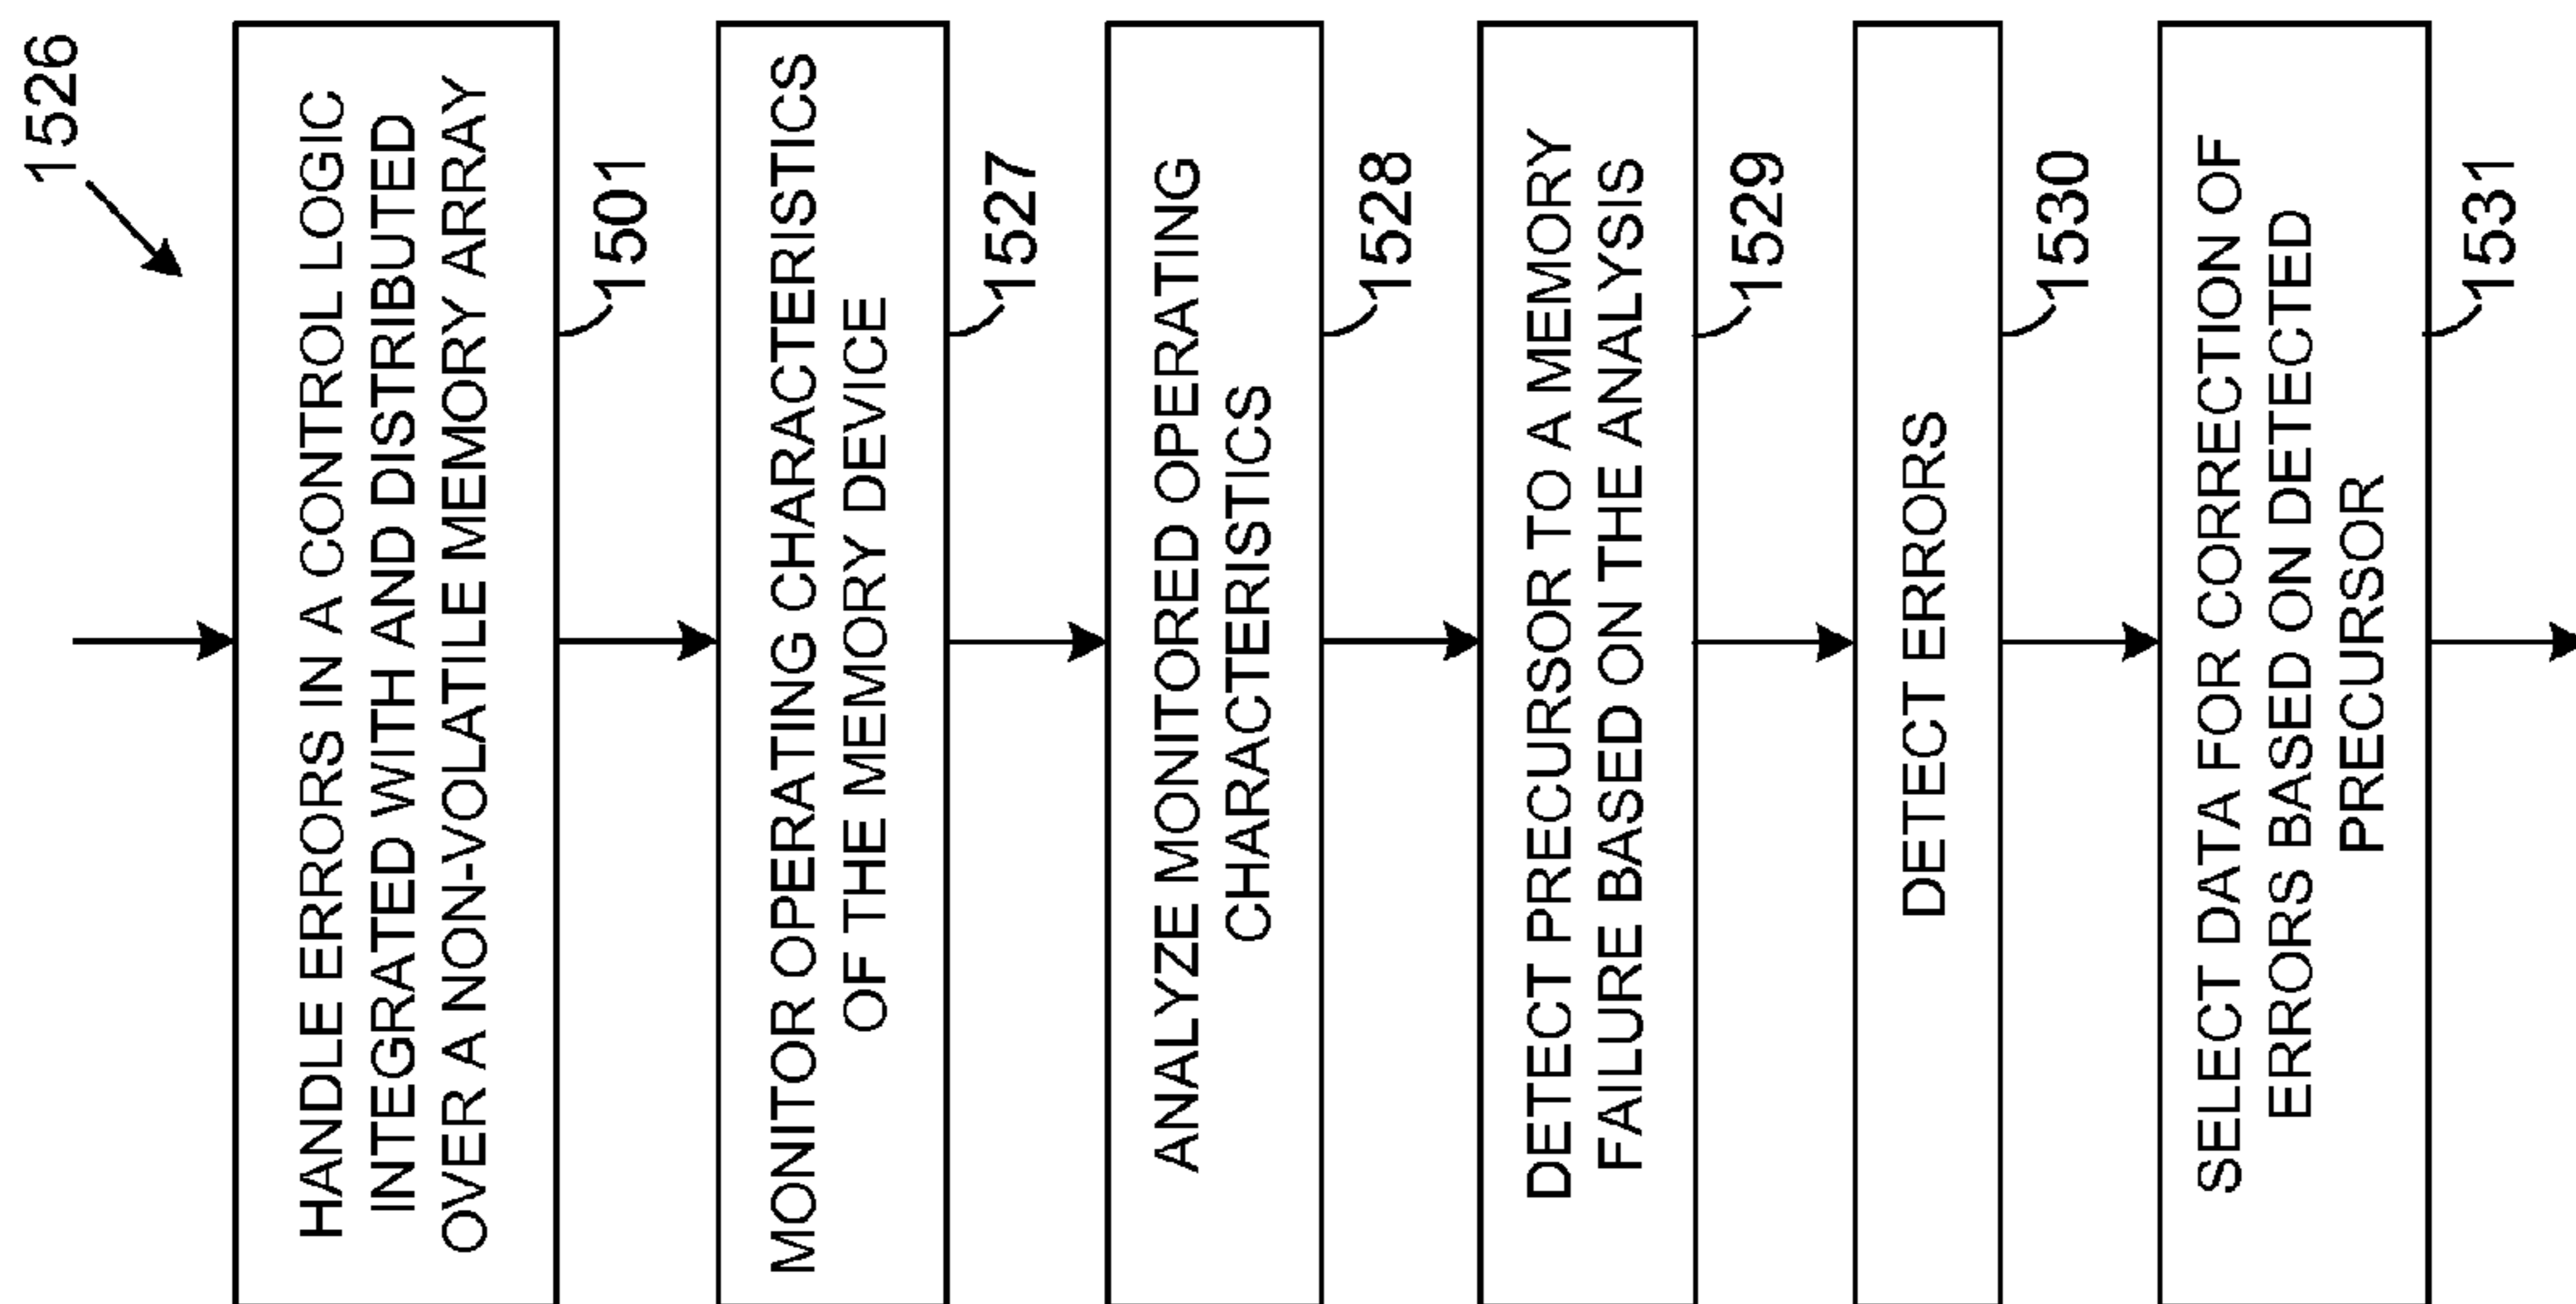 1526
HANDLE ERRORS IN A CONTROL LOGIC
INTEGRATED WITH AND DISTRIBUTED
OVER A NON-VOLATILE MEMORY ARRAY
1501
MONITOR OPERATING CHARACTERISTICS
OF THE MEMORY DEVICE
1527
ANALYZE MONITORED OPERATING
CHARACTERISTICS
1528
DETECT PRECURSOR TO A MEMORY
FAILURE BASED ON THE ANALYSIS
1529
DETECT ERRORS
1530
SELECT DATA FOR CORRECTION OF
ERRORS BASED ON DETECTED
PRECURSOR
1531